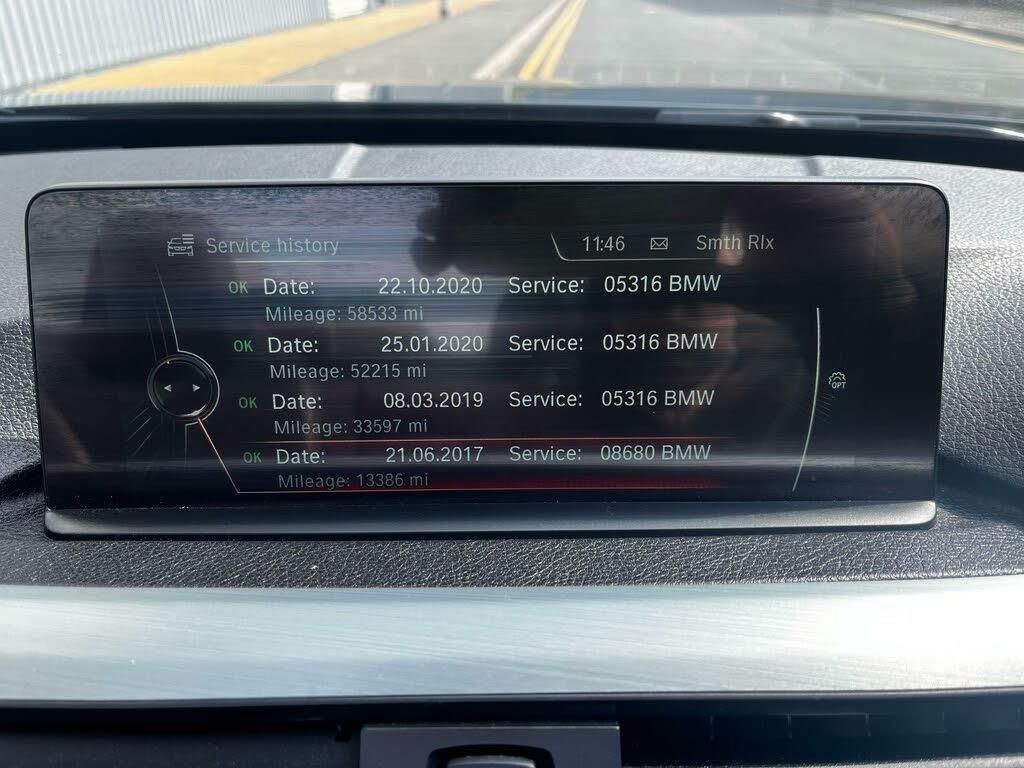 Service history 11:46 Smth Rlx
OK Date: 22.10.2020 Service: 05316 BMW
Mileage: 58533 mi
OK Date: 25.01.2020 Service: 05316 BMW
Mileage: 52215 mi
OK Date: 08.03.2019 Service: 05316 BMW
Mileage: 33597 mi
OPT
OK Date: 21.06.2017 Service: 08680 BMW
Mileage: 13386 mi